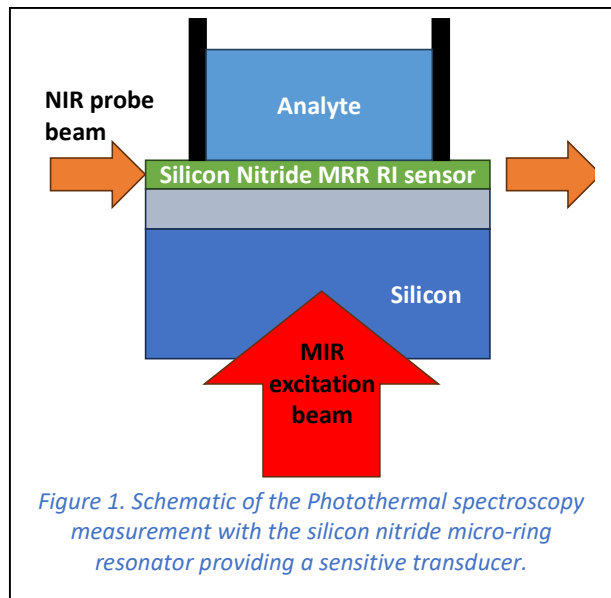 Analyte
NIR probe
beam
Silicon Nitride MRR RI sensor
Silicon
MIR
excitation
beam
Figure 1. Schematic of the Photothermal spectroscopy
measurement with the silicon nitride micro-ring
resonator providing a sensitive transducer.